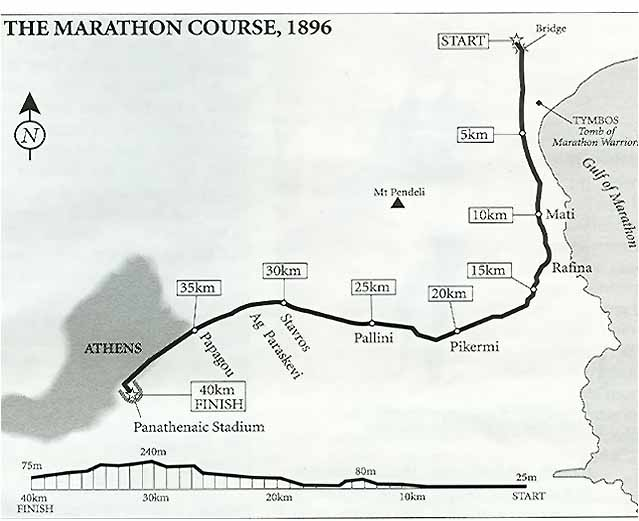 THE MARATHON COURSE, 1896
START
Bridge
N
TYMBOS
Tomb of
Marathon Warriors
5km
Gulf of Marathon
Mt Pendeli
10km
Mati
Rafina
15km
30km
35km
25km
20km
Stavros
Ag Paraskevi
Papagou
Pallini
Pikermi
ATHENS
40km
FINISH
Panathenaic Stadium
240m
75m
80m
25m
40km
30km
20km
10km
START
FINISH